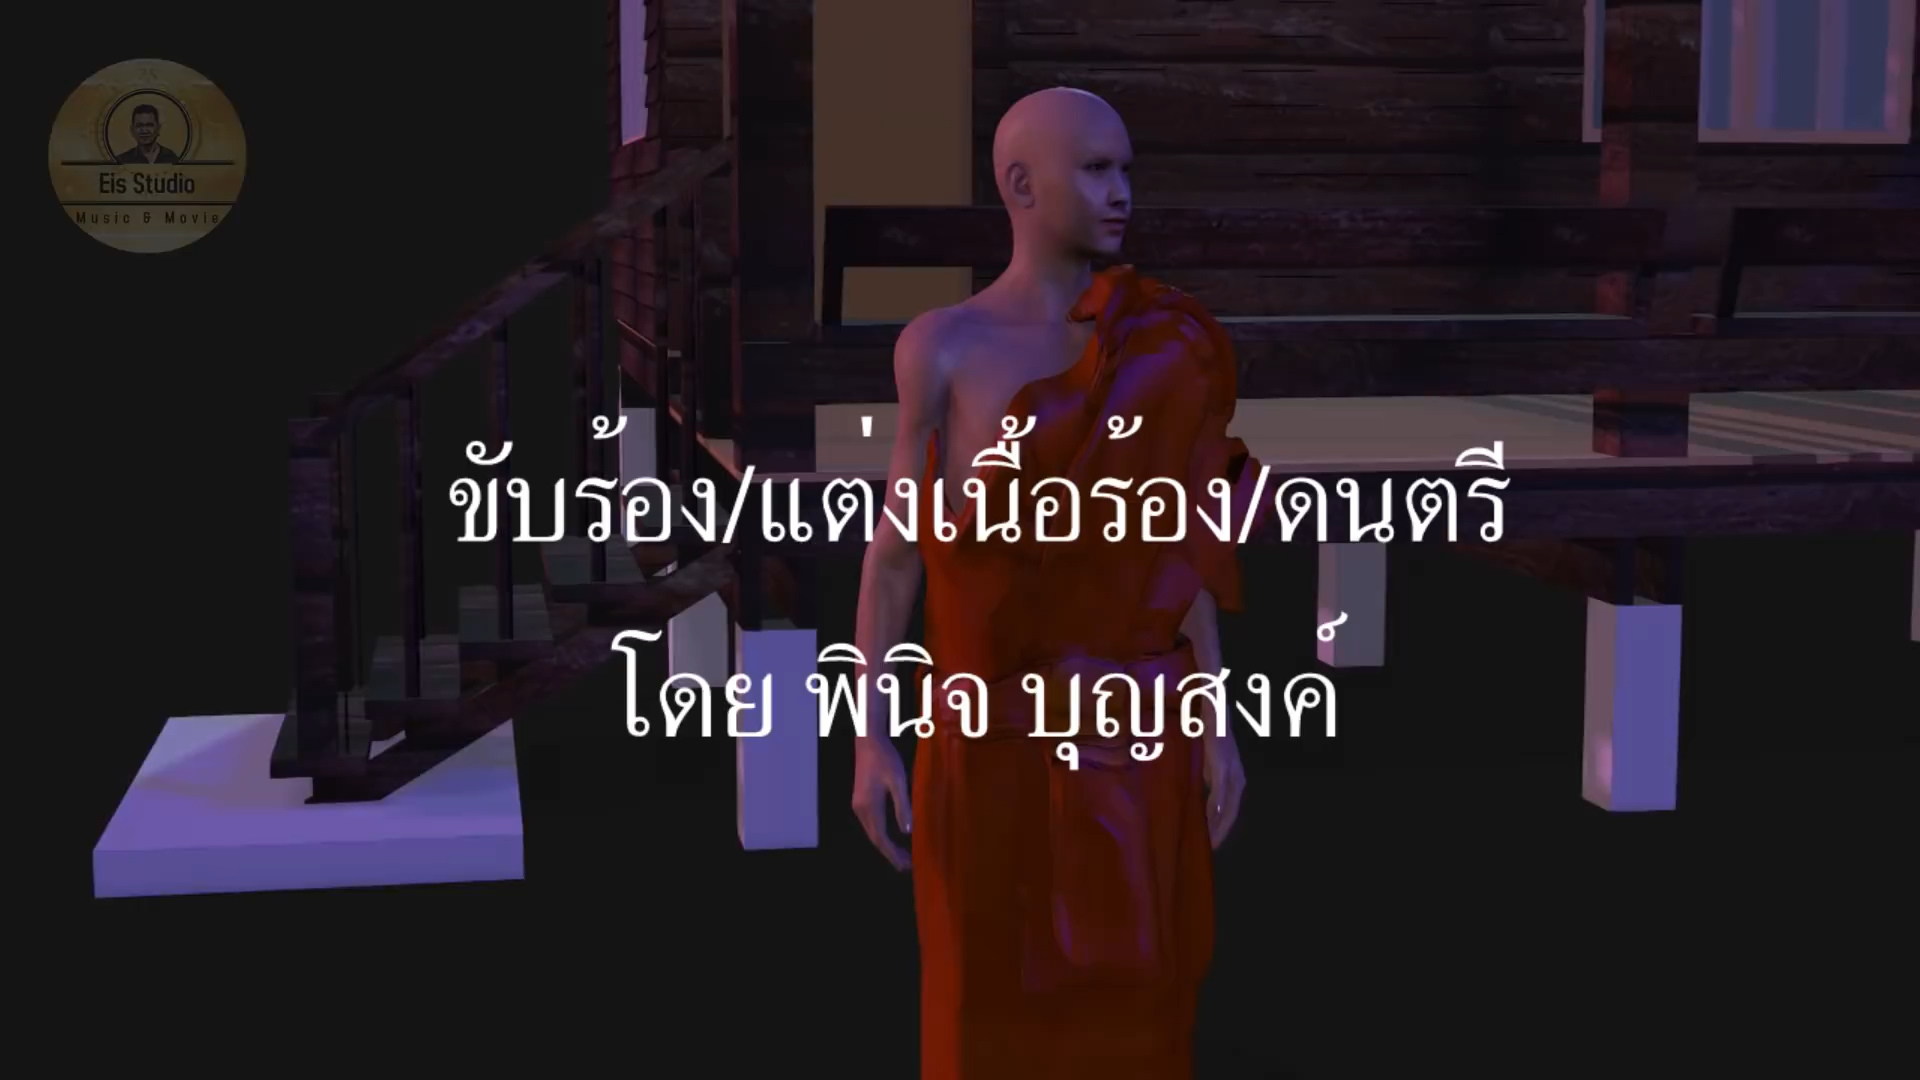 Eis Studio
Music & Movie
ขับร้อง/แต่งเนื้อร้อง/ดนตรี
โดย พินิจ บุญสงค์